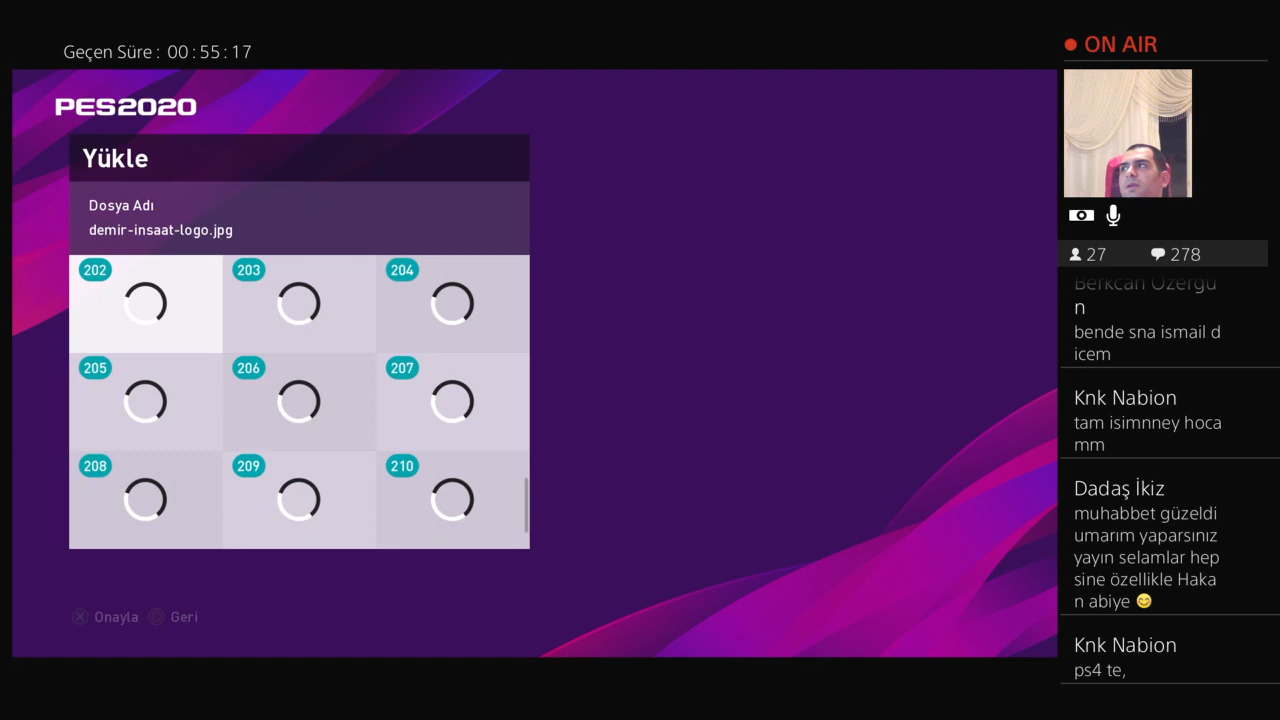 Geçen Süre : 00:55:17
ON AIR
PES2020
Yükle
Dosya Adı
demir-insaat-logo.jpg
202
203
204
205
206
207
208
209
210
Onayla
Geri
27
278
Berkcan Özergü
n
bende sna ismail d
icem
Knk Nabion
tam isimnney hoca
mm
Dadaş İkiz
muhabbet güzeldi
umarım yaparsınız
yayın selamlar hep
sine özellikle Haka
n abiye 😊
Knk Nabion
ps4 te,